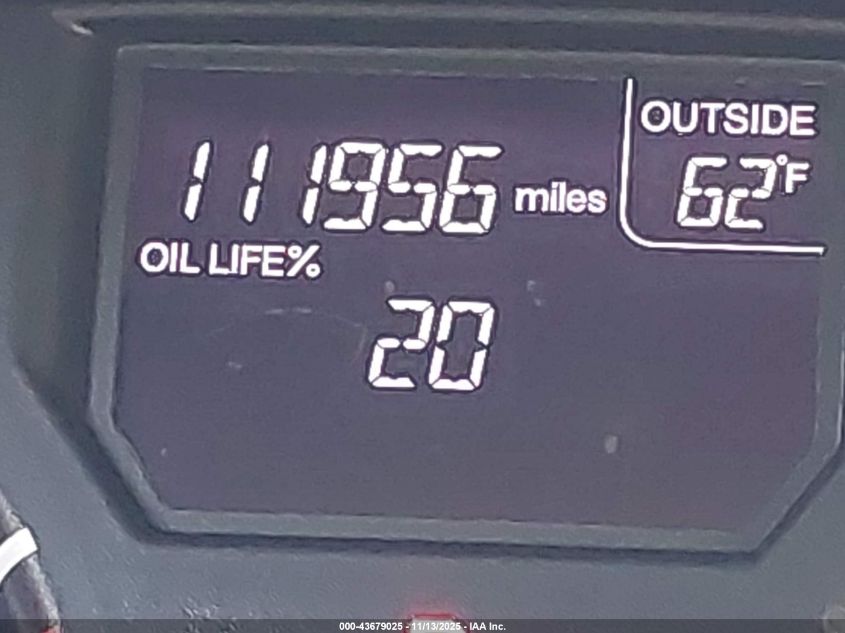 OUTSIDE
111956 miles
62°F
OIL LIFE%
20
000-43679025 - 11/13/2025 - IAA Inc.